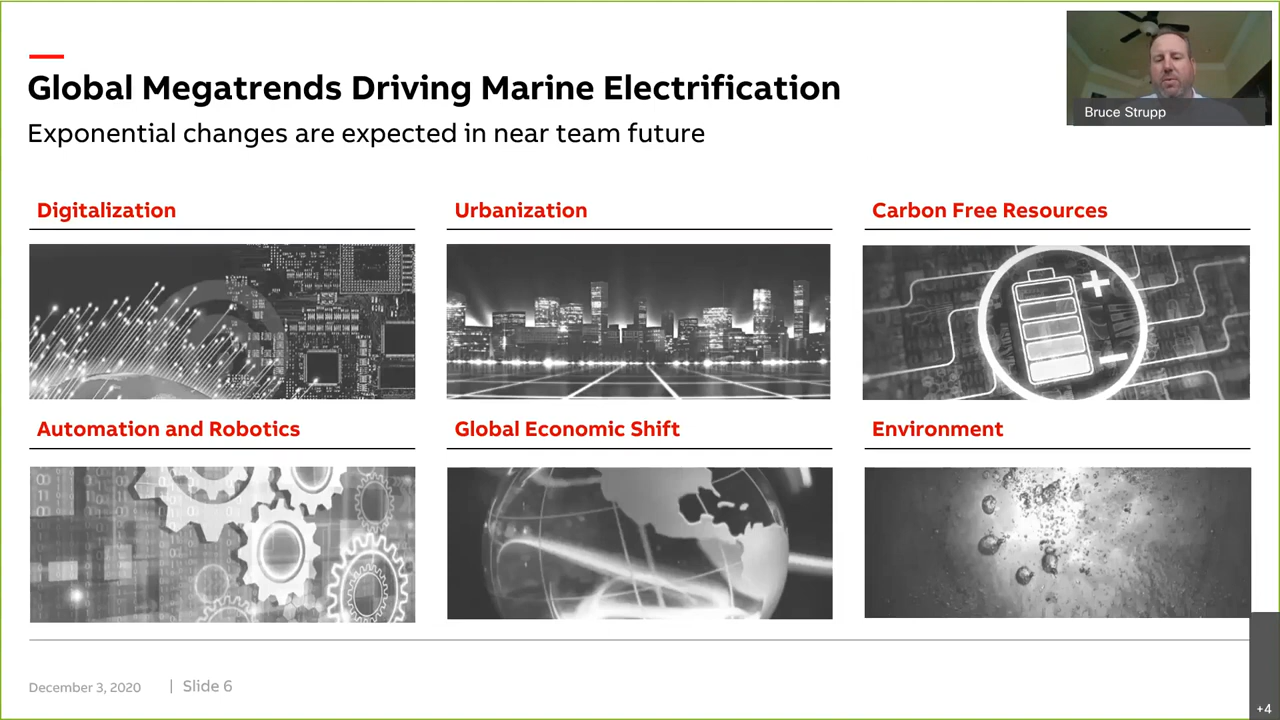 Global Megatrends Driving Marine Electrification
Exponential changes are expected in near team future
Bruce Strupp
Digitalization
Urbanization
Carbon Free Resources
Automation and Robotics
Global Economic Shift
Environment
December 3, 2020 | Slide 6
+4